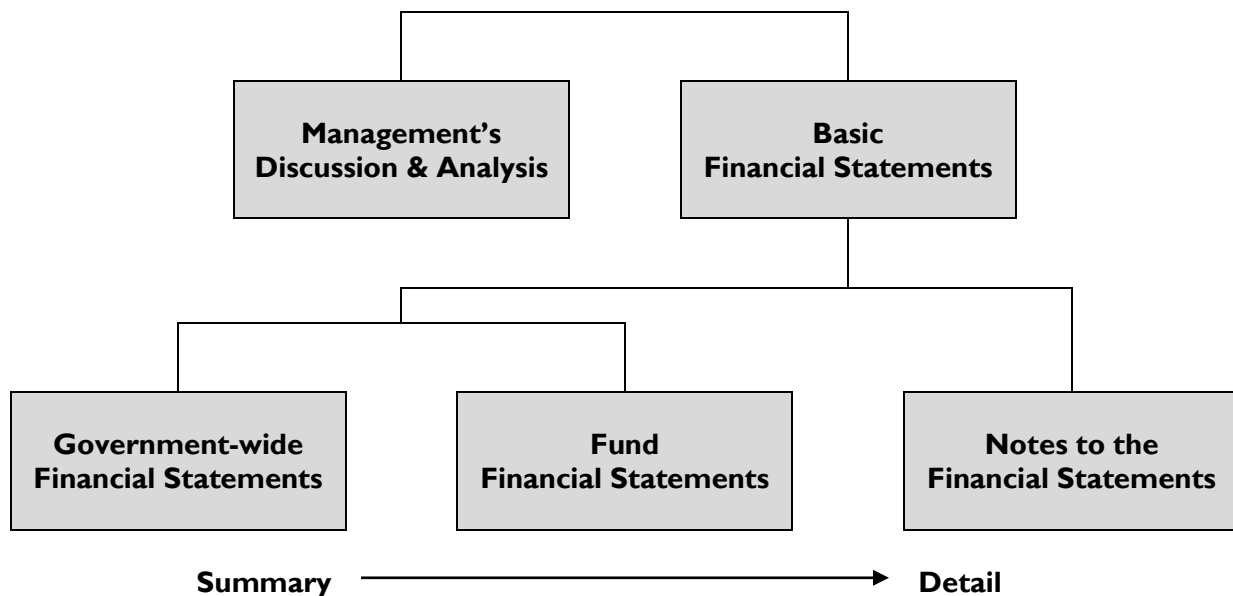 Management’s
Discussion & Analysis
Basic
Financial Statements
Government-wide
Financial Statements
Fund
Financial Statements
Notes to the
Financial Statements
Summary
Detail